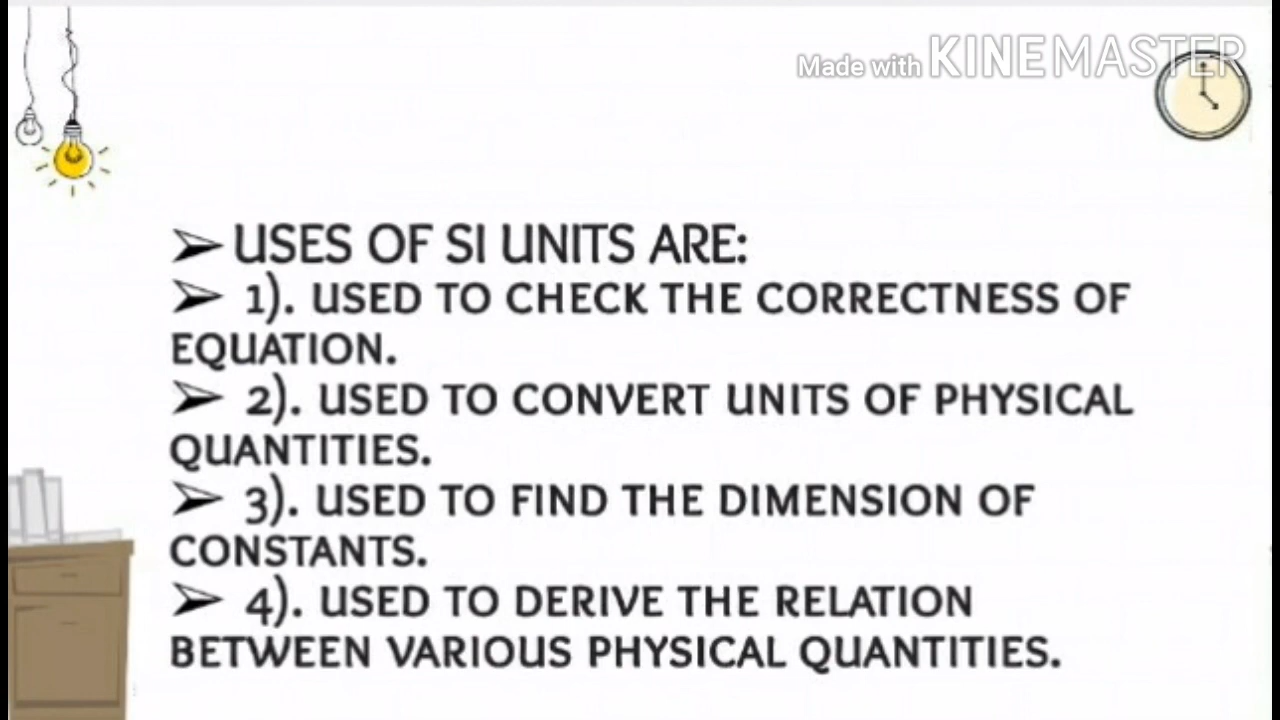 Made with KINEMASTER
➢ USES OF SI UNITS ARE:
➢ 1). USED TO CHECK THE CORRECTNESS OF
EQUATION.
➢ 2). USED TO CONVERT UNITS OF PHYSICAL
QUANTITIES.
➢ 3). USED TO FIND THE DIMENSION OF
CONSTANTS.
➢ 4). USED TO DERIVE THE RELATION
BETWEEN VARIOUS PHYSICAL QUANTITIES.